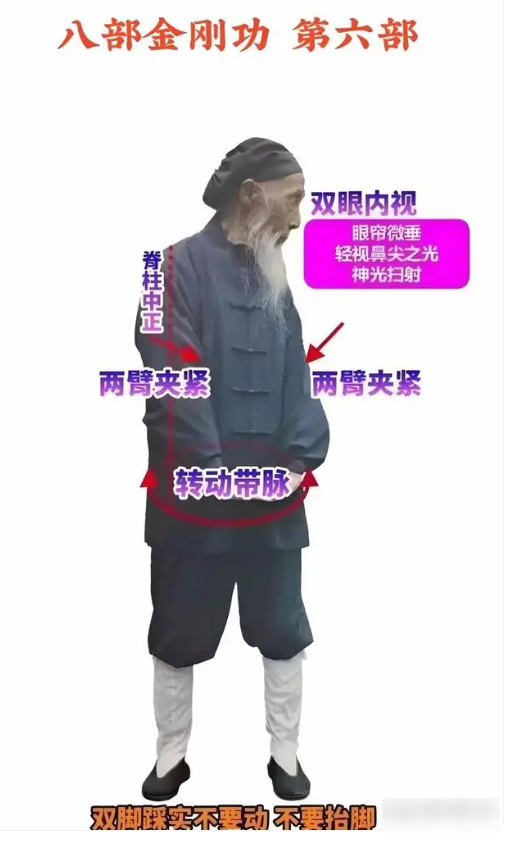 八部金刚功 第六部
双眼内视
眼帘微垂
轻视鼻尖之光
神光扫射
脊柱中正
两臂夹紧
两臂夹紧
转动带脉
双脚踩实不要动 不要抬脚